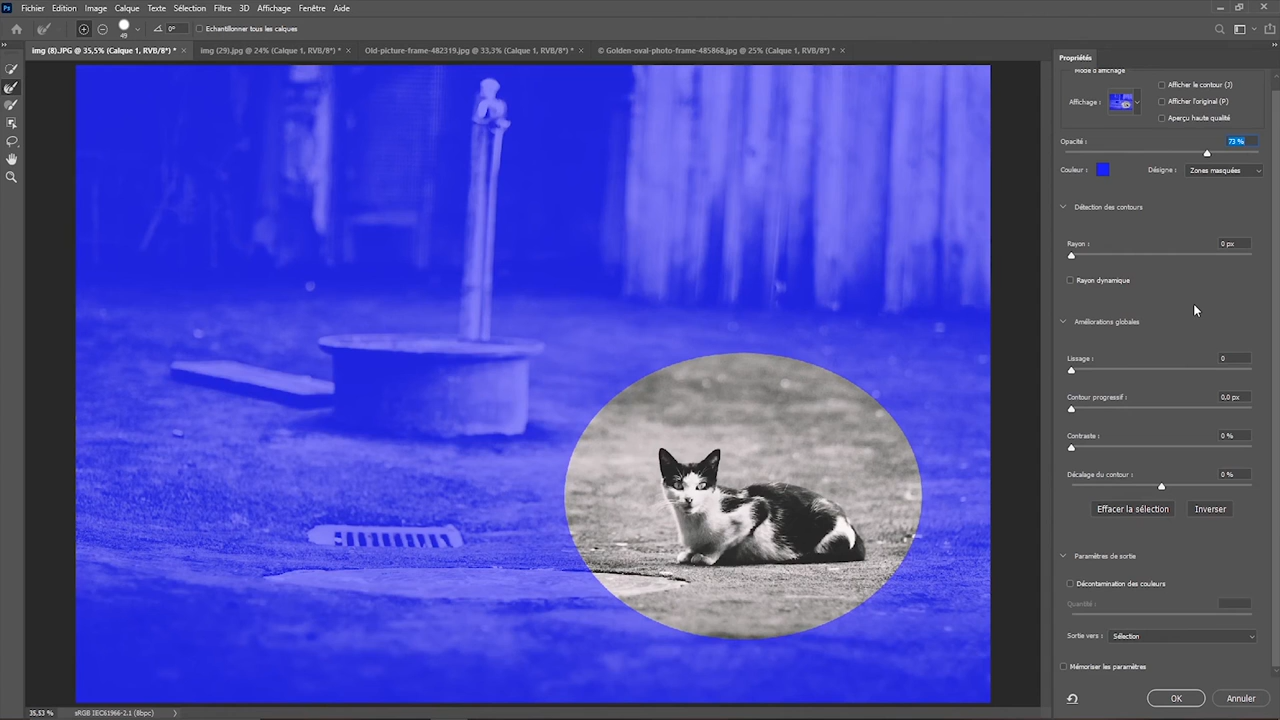 Ps Fichier Edition Image Calque Texte Sélection Filtre 3D Affichage Fenêtre Aide
49 0° Echantillonner tous les calques
img (8).JPG @ 35,5% (Calque 1, RVB/8*) * × img (29).jpg @ 24% (Calque 1, RVB/8*) * × Old-picture-frame-482319.jpg @ 33,3% (Calque 1, RVB/8*) * × © Golden-oval-photo-frame-485868.jpg @ 25% (Calque 1, RVB/8*) * ×
Propriétés
Mode d'affichage
Afficher le contour (J)
Affichage : Afficher l'original (P)
Aperçu haute qualité
Opacité : 73 %
Couleur : Désigne : Zones masquées
Détection des contours
Rayon : 0 px
Rayon dynamique
Améliorations globales
Lissage : 0
Contour progressif : 0,0 px
Contraste : 0 %
Décalage du contour : 0 %
Effacer la sélection Inverser
Paramètres de sortie
Décontamination des couleurs
Quantité :
Sortie vers : Sélection
Mémoriser les paramètres
OK Annuler
35,53 % sRGB IEC61966-2.1 (8bpc)